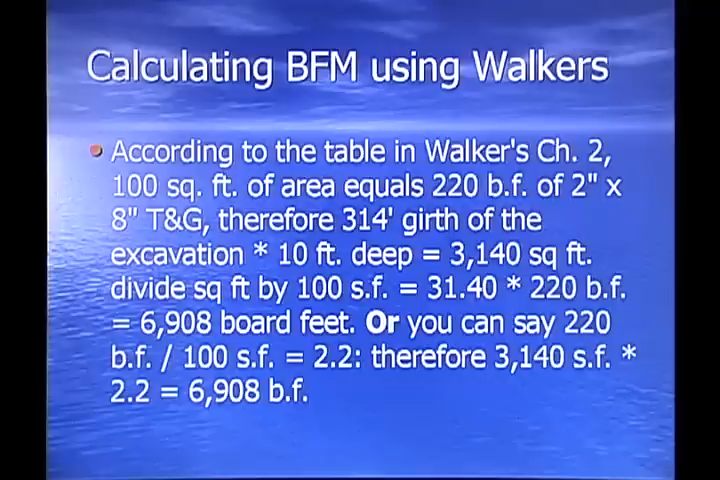 Calculating BFM using Walkers
According to the table in Walker's Ch. 2,
100 sq. ft. of area equals 220 b.f. of 2" x
8" T&G, therefore 314' girth of the
excavation * 10 ft. deep = 3,140 sq ft.
divide sq ft by 100 s.f. = 31.40 * 220 b.f.
= 6,908 board feet. Or you can say 220
b.f. / 100 s.f. = 2.2: therefore 3,140 s.f. *
2.2 = 6,908 b.f.